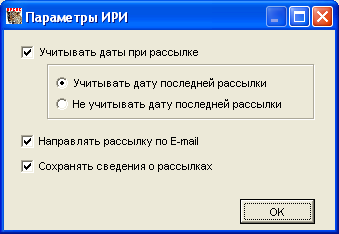 Параметры ИРИ
Учитывать даты при рассылке
Учитывать дату последней рассылки
Не учитывать дату последней рассылки
Направлять рассылку по E-mail
Сохранять сведения о рассылках
OK